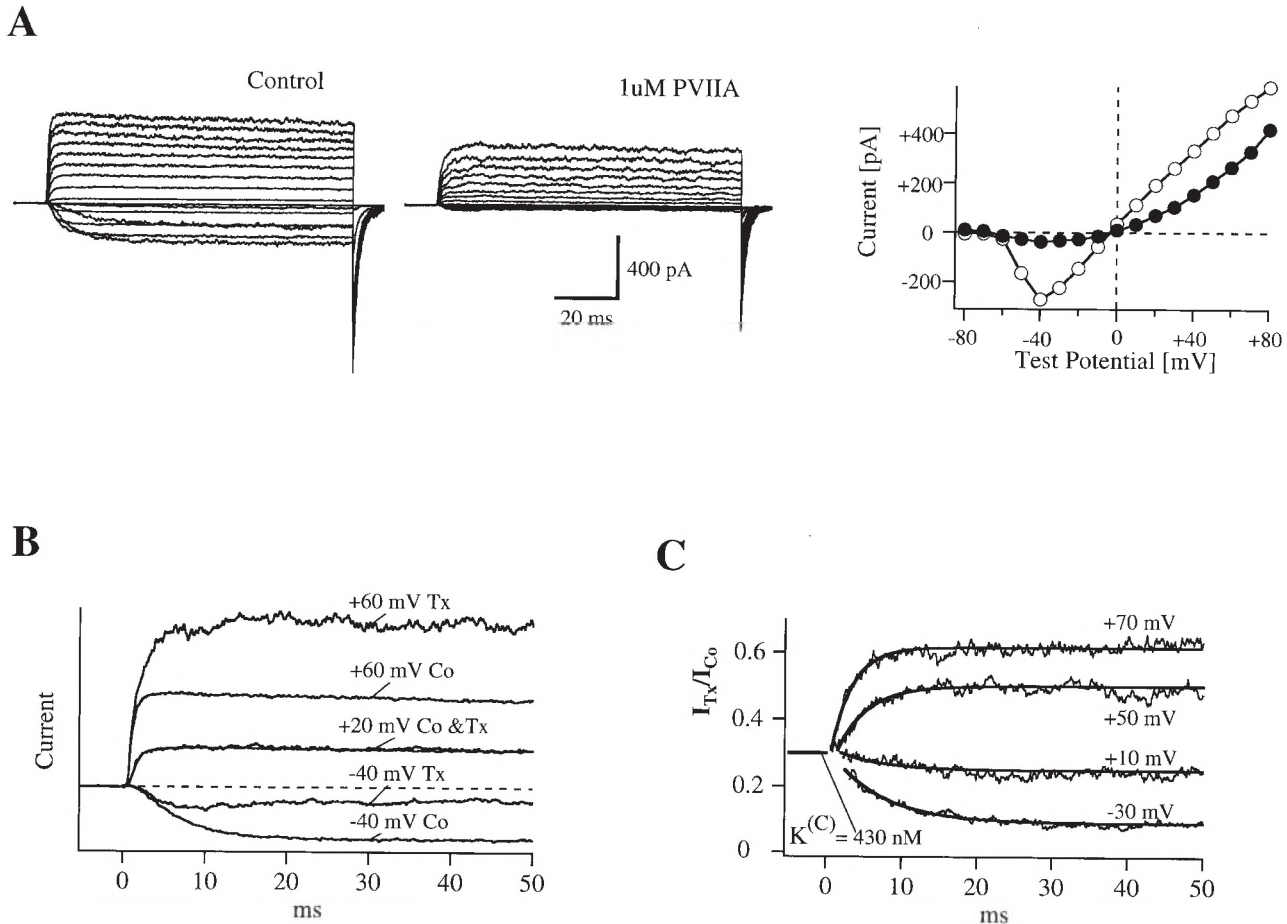 A
Control
1uM PVIIA
400 pA
20 ms
Current [pA]
+400
+200
0
-200
-80
-40
0
+40
+80
Test Potential [mV]
B
Current
+60 mV Tx
+60 mV Co
+20 mV Co &Tx
-40 mV Tx
-40 mV Co
0
10
20
30
40
50
ms
C
I_Tx/I_Co
0.6
0.4
0.2
0
+70 mV
+50 mV
+10 mV
-30 mV
K^(C) = 430 nM
0
10
20
30
40
50
ms